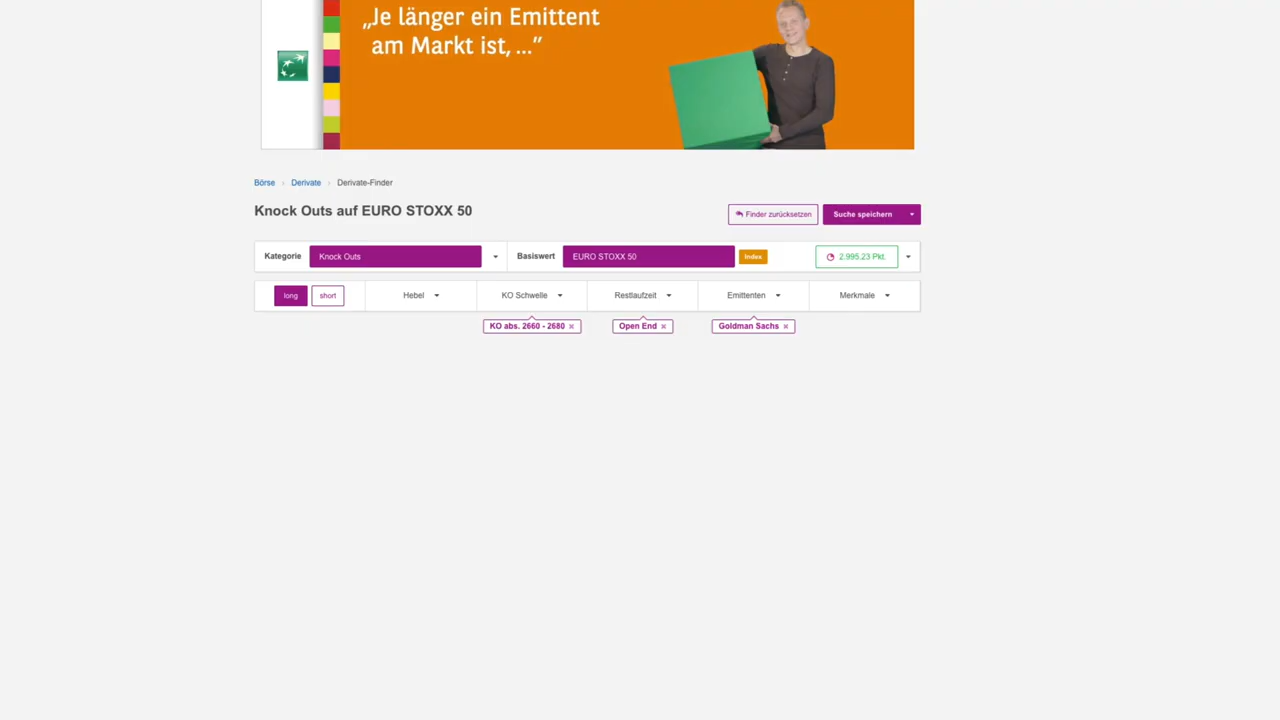 „Je länger ein Emittent
am Markt ist, ...”
Börse › Derivate › Derivate-Finder
Knock Outs auf EURO STOXX 50
Finder zurücksetzen
Suche speichern
Kategorie Knock Outs Basiswert EURO STOXX 50 Index 2.995,23 Pkt.
long short Hebel KO Schwelle Restlaufzeit Emittenten Merkmale
KO abs. 2660 - 2680 × Open End × Goldman Sachs ×